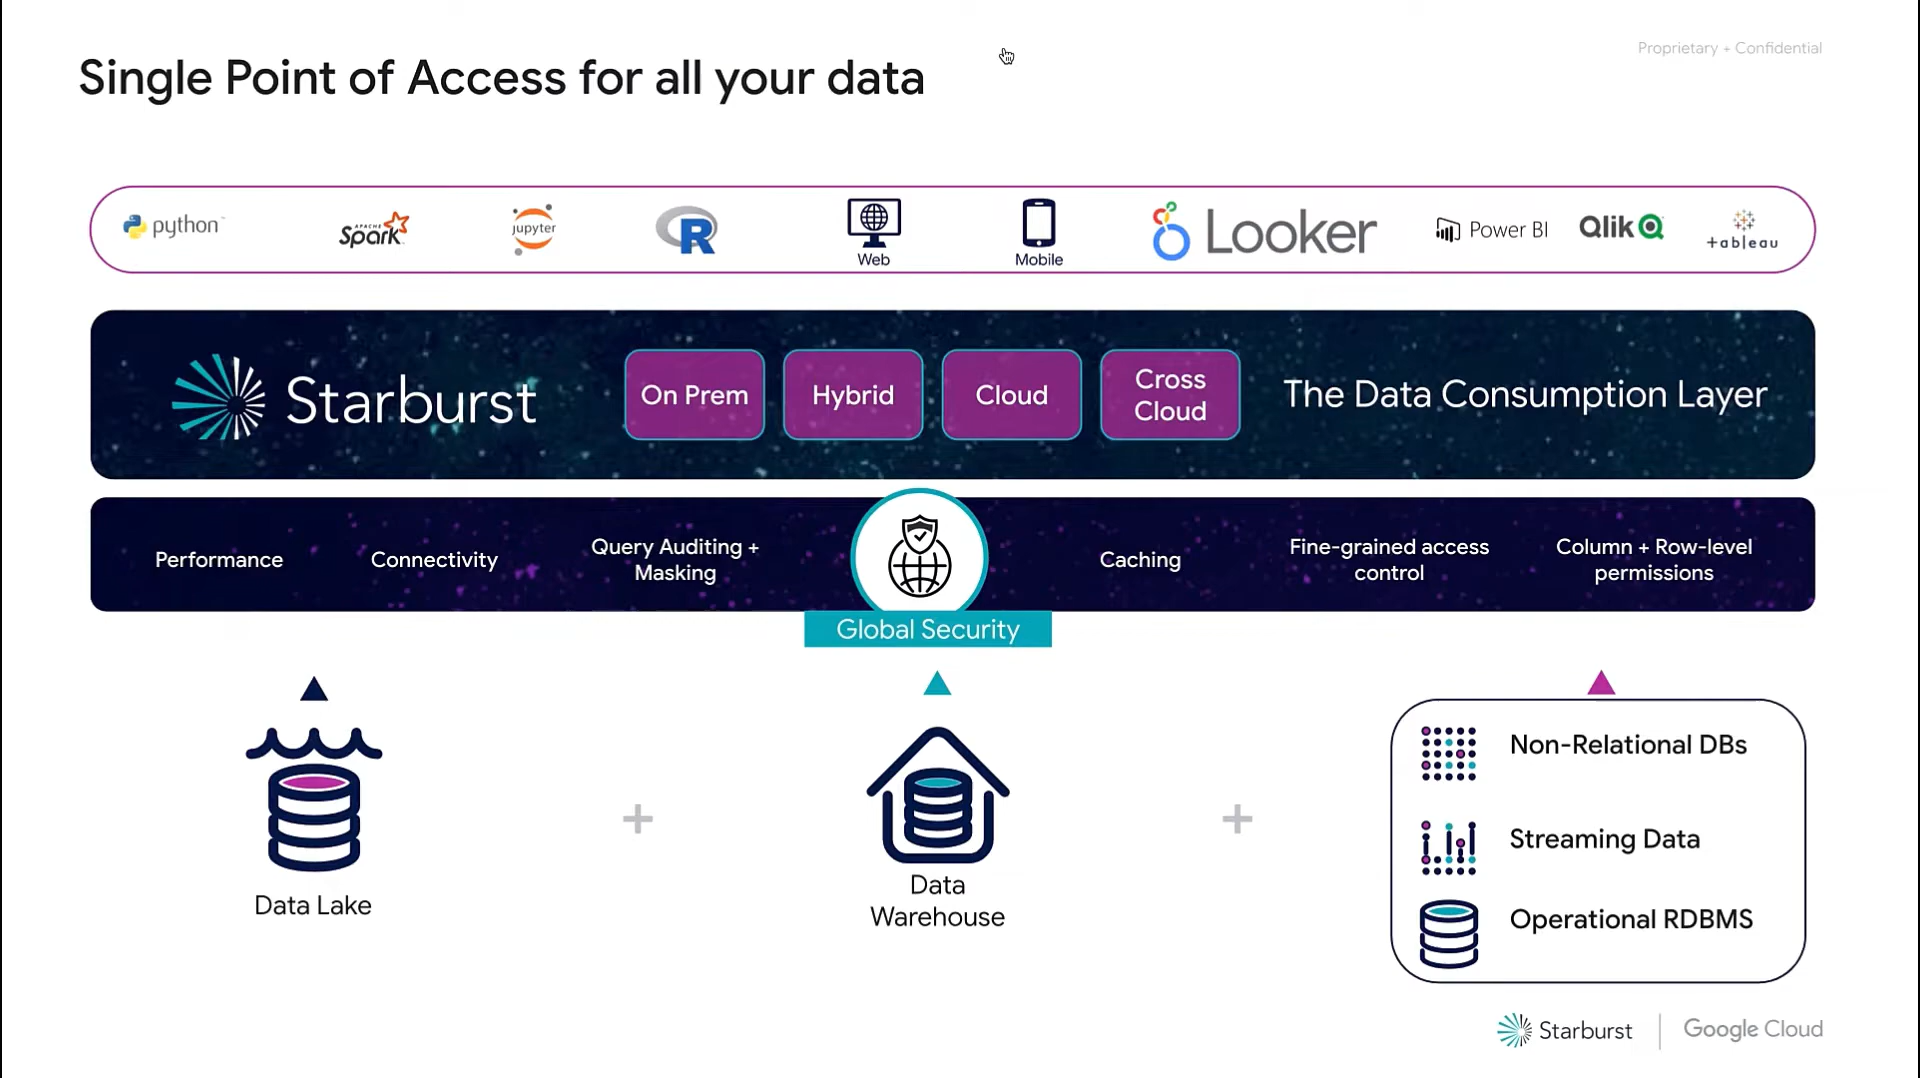 Proprietary + Confidential
Single Point of Access for all your data
python
APACHE
Spark
jupyter
R
Web
Mobile
Looker
Power BI
Qlik
+ableau
Starburst
On Prem
Hybrid
Cloud
Cross
Cloud
The Data Consumption Layer
Performance
Connectivity
Query Auditing +
Masking
Caching
Fine-grained access
control
Column + Row-level
permissions
Global Security
Data Lake
Data
Warehouse
Non-Relational DBs
Streaming Data
Operational RDBMS
Starburst
Google Cloud